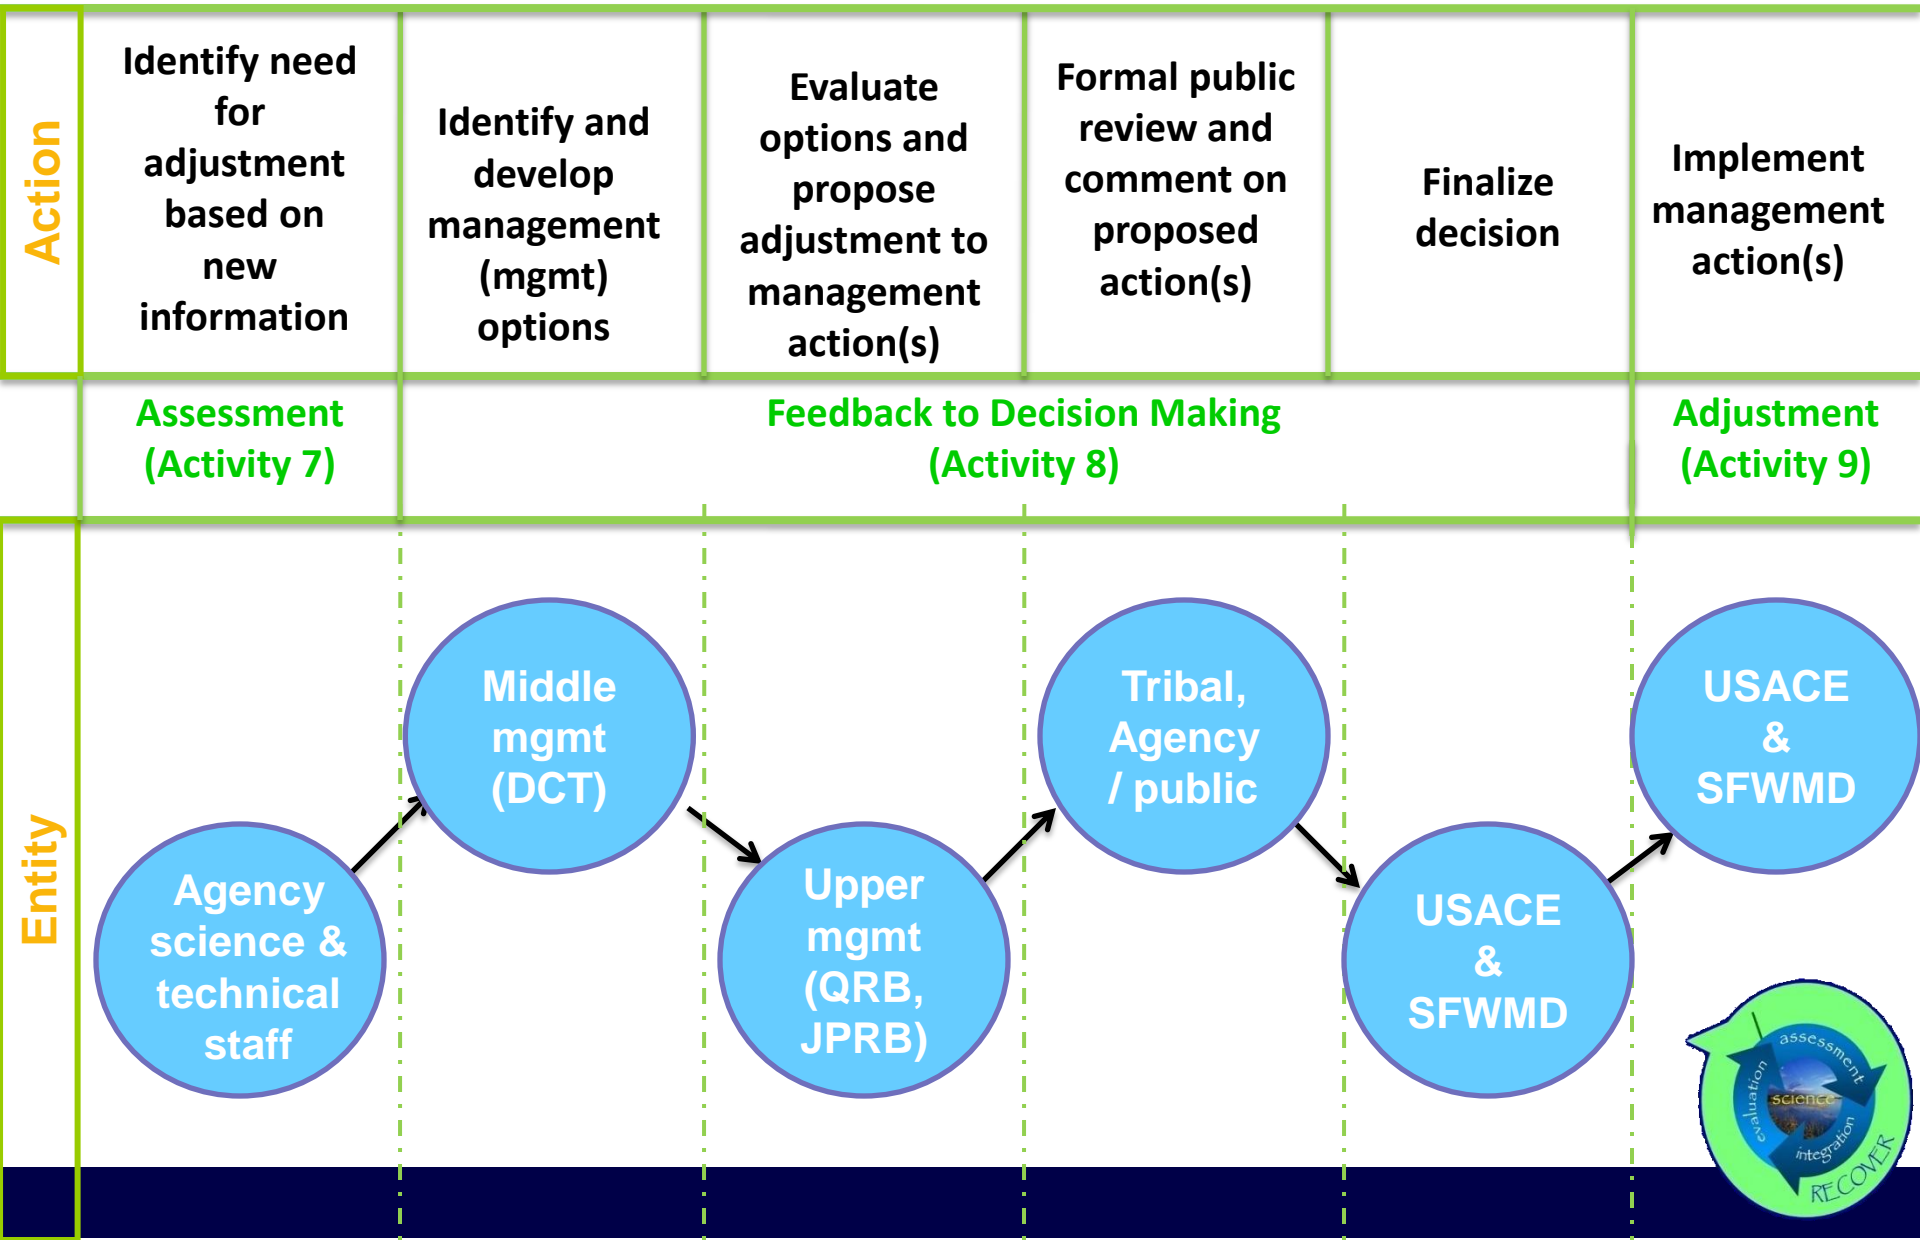 Action
Identify need
for
adjustment
based on
new
information
Identify and
develop
management
(mgmt)
options
Evaluate
options and
propose
adjustment to
management
action(s)
Formal public
review and
comment on
proposed
action(s)
Finalize
decision
Implement
management
action(s)
Assessment
(Activity 7)
Feedback to Decision Making
(Activity 8)
Adjustment
(Activity 9)
Entity
Agency
science &
technical
staff
Middle
mgmt
(DCT)
Upper
mgmt
(QRB,
JPRB)
Tribal,
Agency
/ public
USACE
&
SFWMD
USACE
&
SFWMD
evaluation
assessment
science
integration
RECOVER